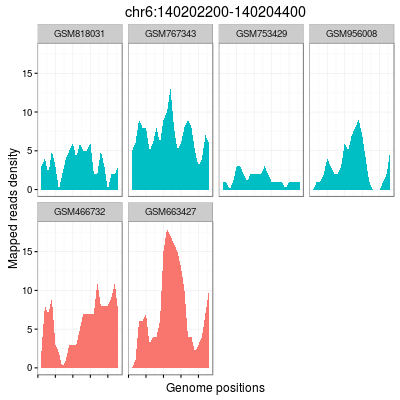 chr6:140202200-140204400
GSM818031 GSM767343 GSM753429 GSM956008
15
10
5
0
Mapped reads density
GSM466732 GSM663427
15
10
5
0
Genome positions